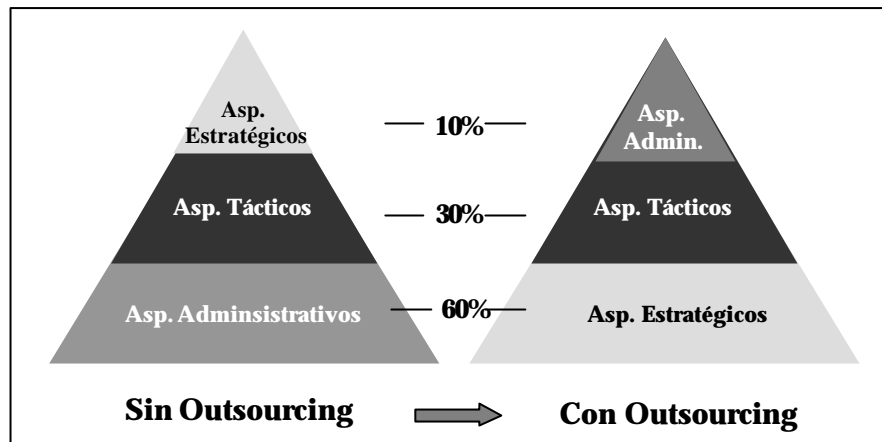 Asp.
Estratégicos
Asp. Tácticos
Asp. Adminsistrativos
10%
30%
60%
Asp.
Admin.
Asp. Tácticos
Asp. Estratégicos
Sin Outsourcing
Con Outsourcing